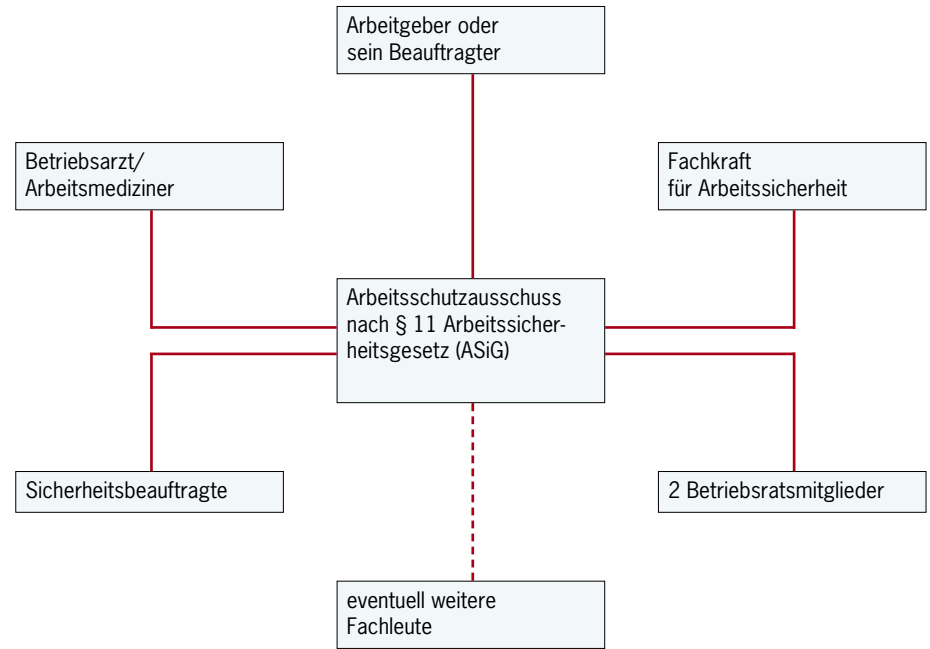 Arbeitgeber oder
sein Beauftragter
Betriebsarzt/
Arbeitsmediziner
Fachkraft
für Arbeitssicherheit
Arbeitsschutzausschuss
nach § 11 Arbeitssicher-
heitsgesetz (ASiG)
Sicherheitsbeauftragte
2 Betriebsratsmitglieder
eventuell weitere
Fachleute